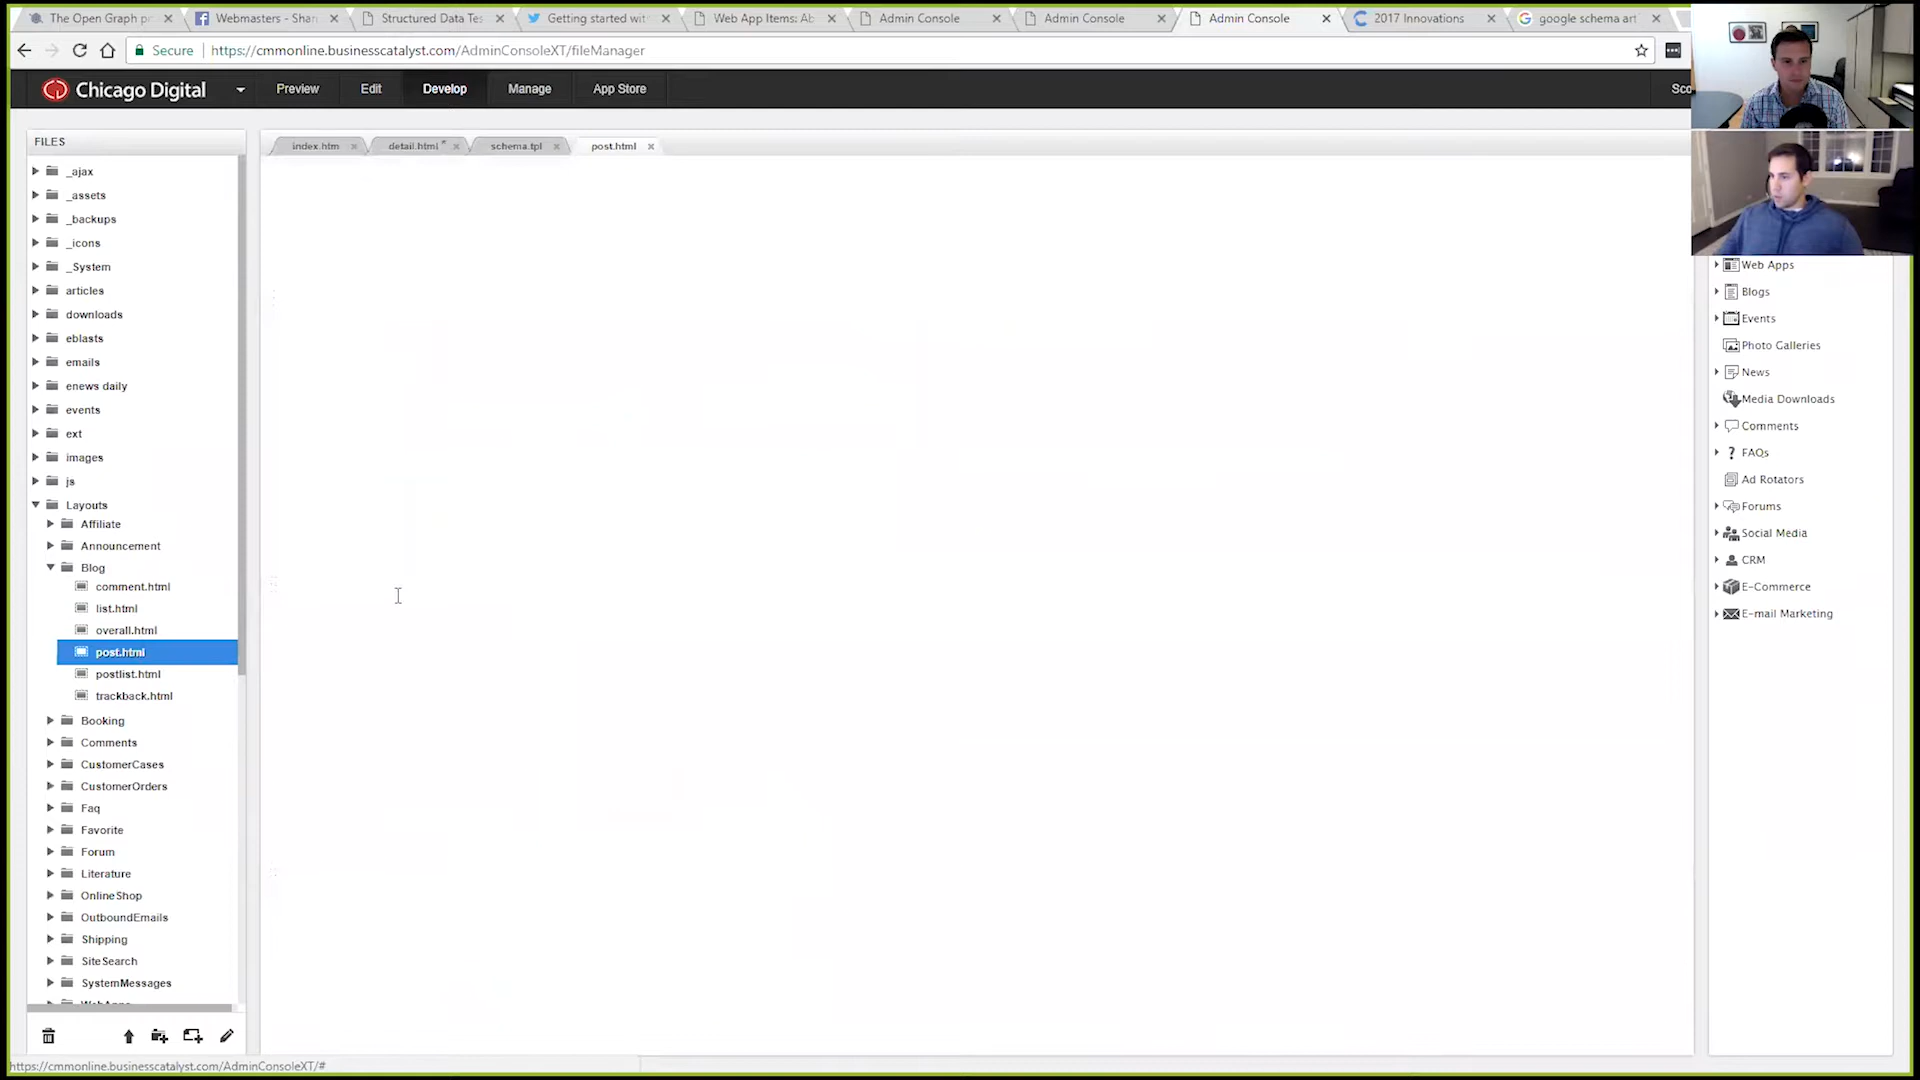 The Open Graph pr
Webmasters - Shar
Structured Data Tes
Getting started wit
Web App Items: Ab
Admin Console
Admin Console
Admin Console
2017 Innovations
google schema art
Secure
https://cmmonline.businesscatalyst.com/AdminConsoleXT/fileManager
Chicago Digital
Preview
Edit
Develop
Manage
App Store
Sco
FILES
index.htm
detail.html *
schema.tpl
post.html
_ajax
_assets
_backups
_icons
_System
articles
downloads
eblasts
emails
enews daily
events
ext
images
js
Layouts
Affiliate
Announcement
Blog
comment.html
list.html
overall.html
post.html
postlist.html
trackback.html
Booking
Comments
CustomerCases
CustomerOrders
Faq
Favorite
Forum
Literature
OnlineShop
OutboundEmails
Shipping
SiteSearch
SystemMessages
Web Apps
Blogs
Events
Photo Galleries
News
Media Downloads
Comments
FAQs
Ad Rotators
Forums
Social Media
CRM
E-Commerce
E-mail Marketing
https://cmmonline.businesscatalyst.com/AdminConsoleXT/#